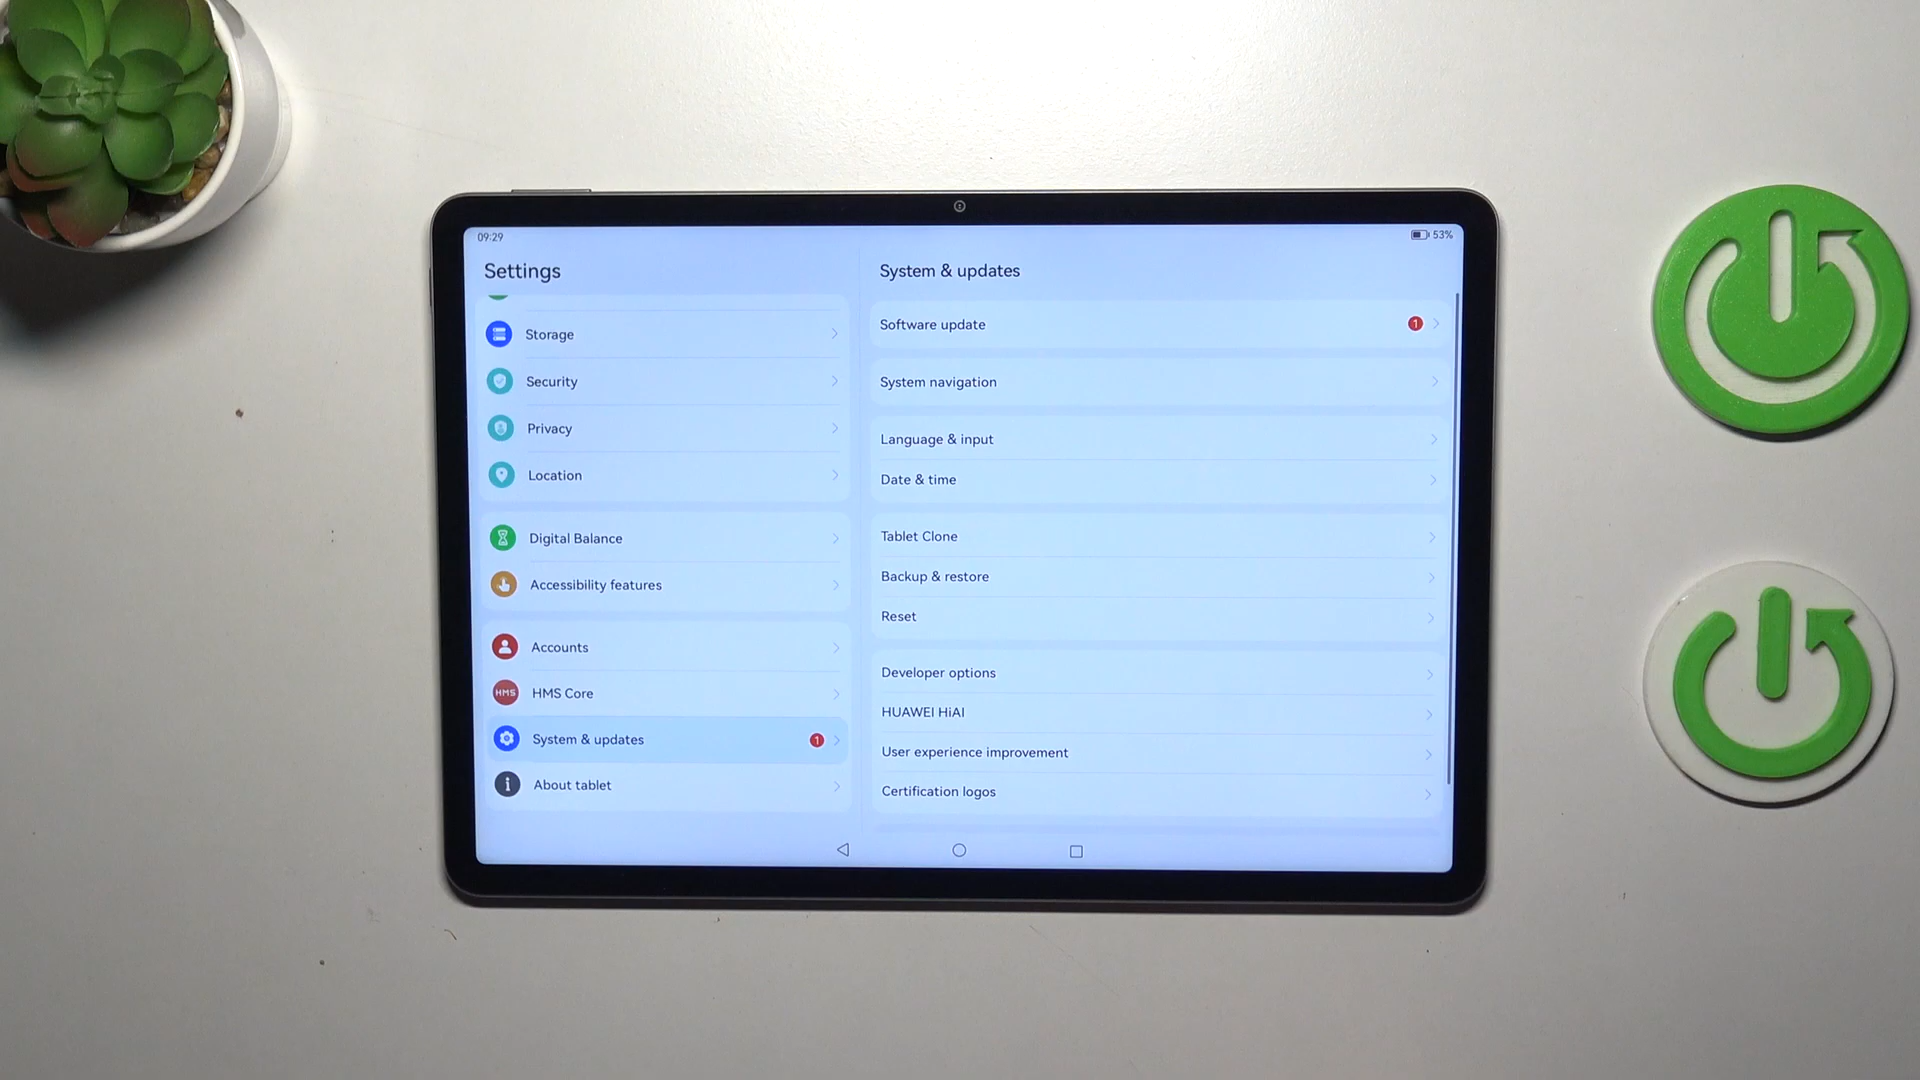 09:29
53%
Settings
Storage
Security
Privacy
Location
Digital Balance
Accessibility features
Accounts
HMS
HMS Core
System & updates
1
About tablet
System & updates
Software update
1
System navigation
Language & input
Date & time
Tablet Clone
Backup & restore
Reset
Developer options
HUAWEI HiAI
User experience improvement
Certification logos